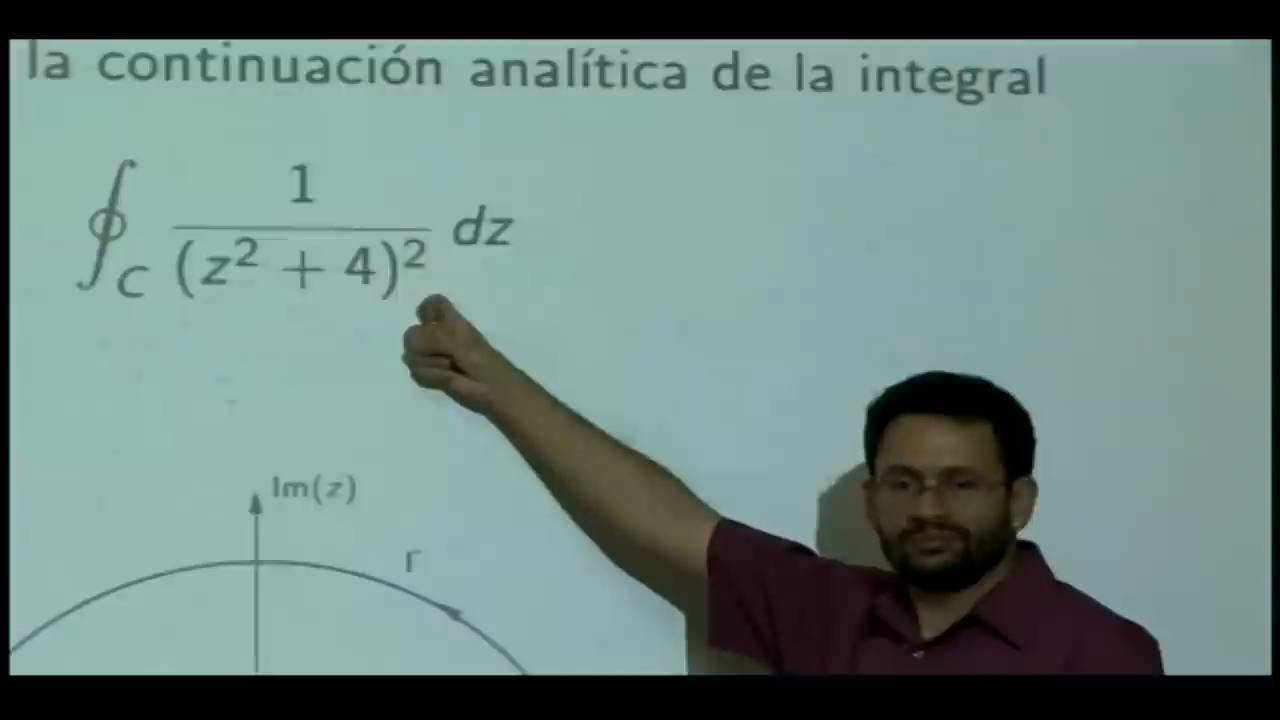 la continuación analítica de la integral
∮_C 1/(z² + 4)² dz
Im(z)
Γ